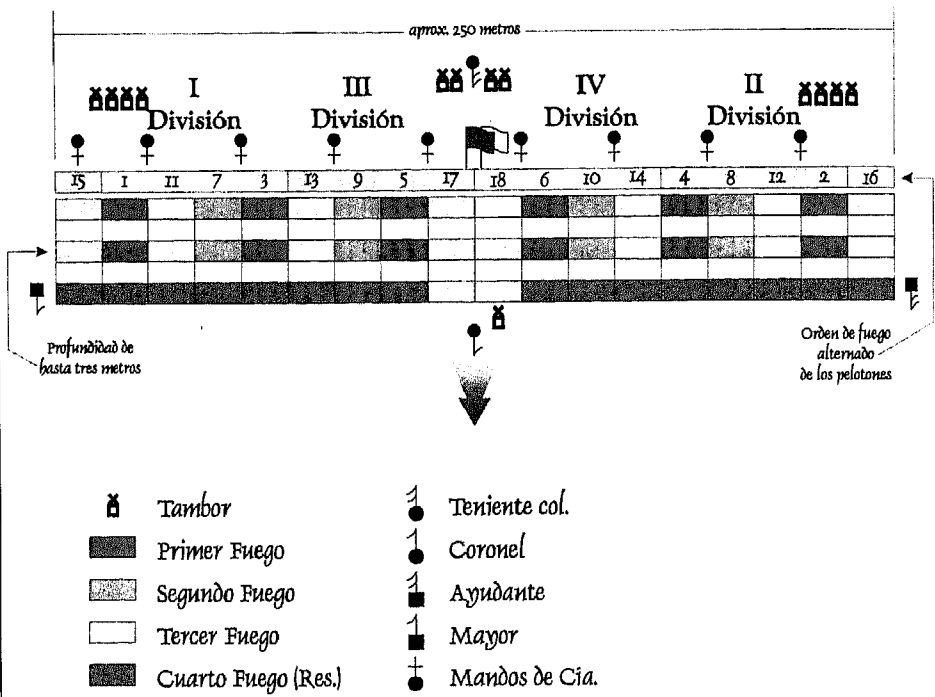 aprox. 250 metros
I
División
III
División
IV
División
II
División
15 1 11 7 3 13 9 5 17 18 6 10 14 4 8 12 2 16
Profundidad de
hasta tres metros
Orden de fuego
alternado
de los pelotones
Tambor
Primer Fuego
Segundo Fuego
Tercer Fuego
Cuarto Fuego (Res.)
Teniente col.
Coronel
Ayudante
Mayor
Mandos de Cía.